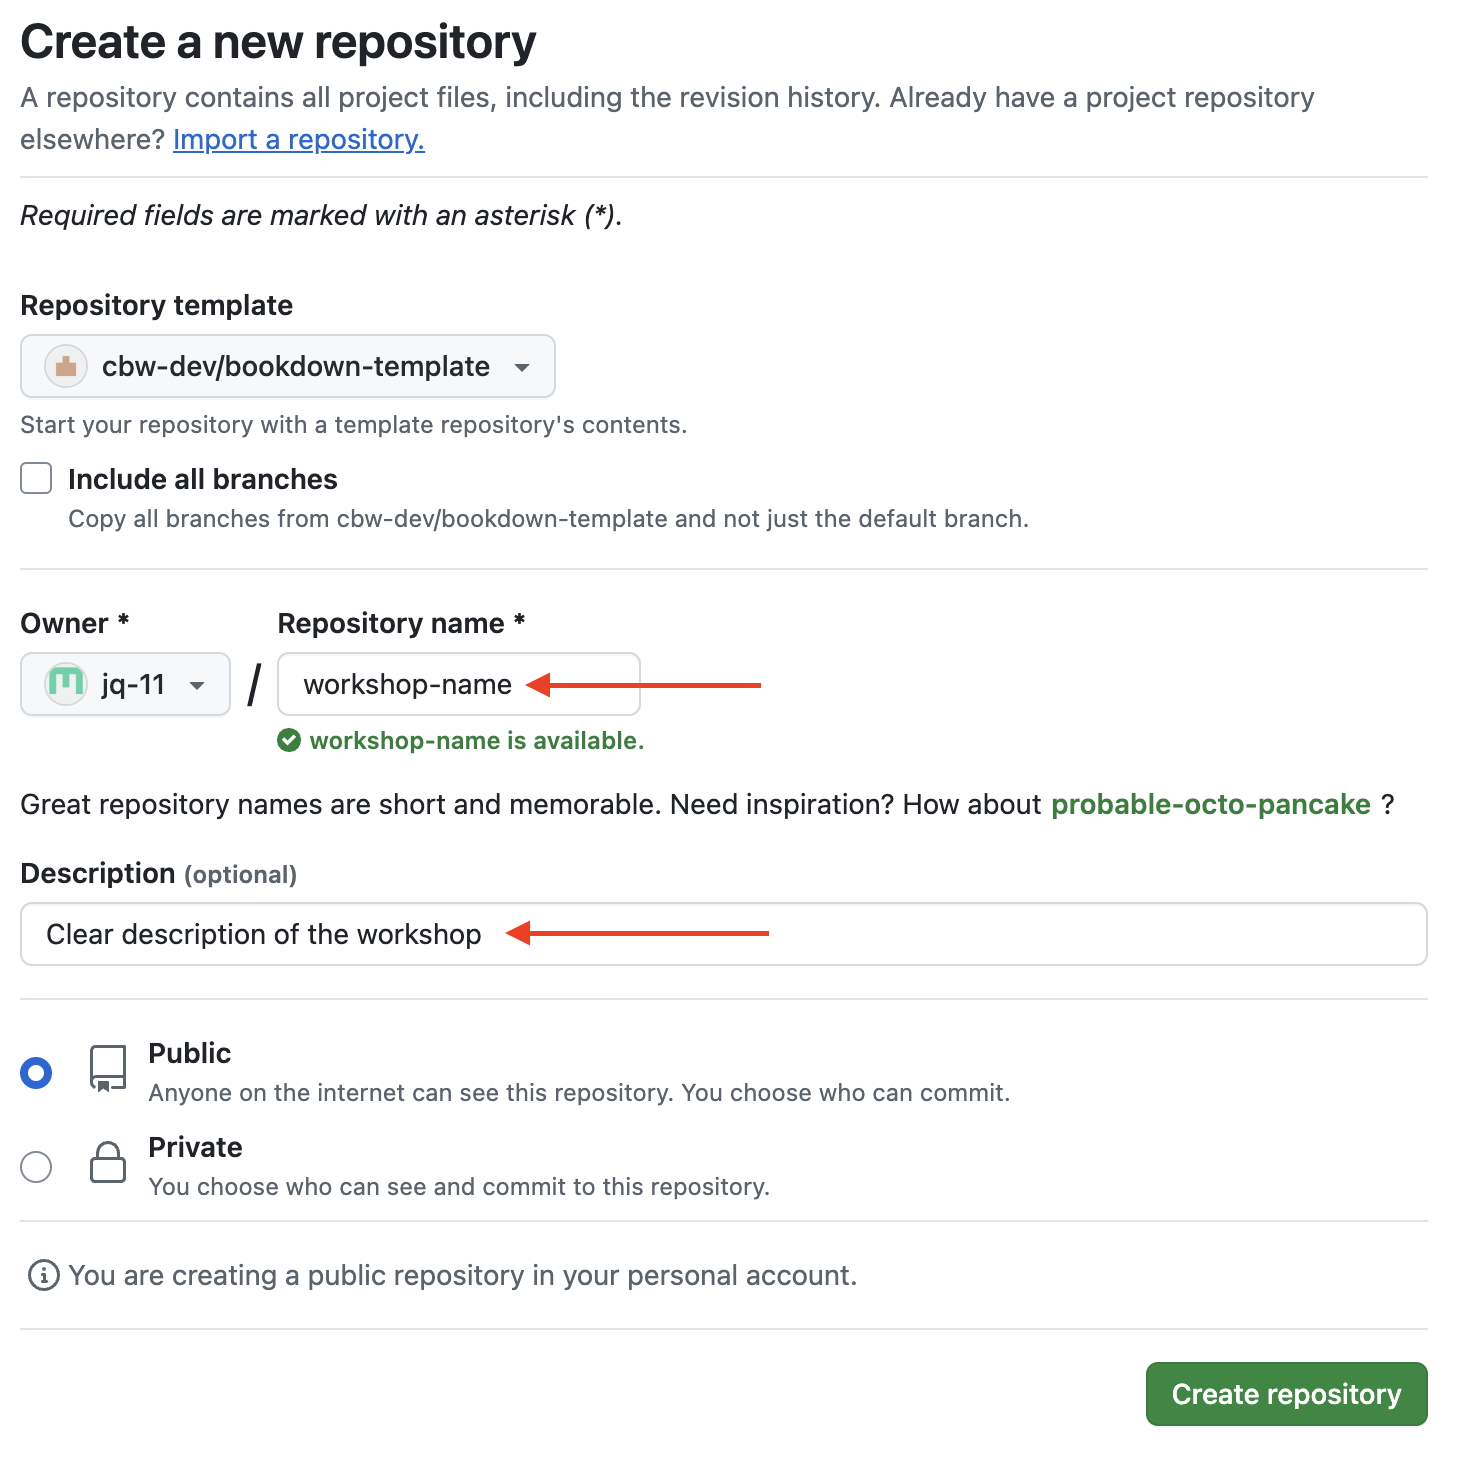 Create a new repository
A repository contains all project files, including the revision history. Already have a project repository
elsewhere? Import a repository.
Required fields are marked with an asterisk (*).
Repository template
cbw-dev/bookdown-template
Start your repository with a template repository's contents.
Include all branches
Copy all branches from cbw-dev/bookdown-template and not just the default branch.
Owner * Repository name *
jq-11 / workshop-name
workshop-name is available.
Great repository names are short and memorable. Need inspiration? How about probable-octo-pancake ?
Description (optional)
Clear description of the workshop
Public
Anyone on the internet can see this repository. You choose who can commit.
Private
You choose who can see and commit to this repository.
You are creating a public repository in your personal account.
Create repository